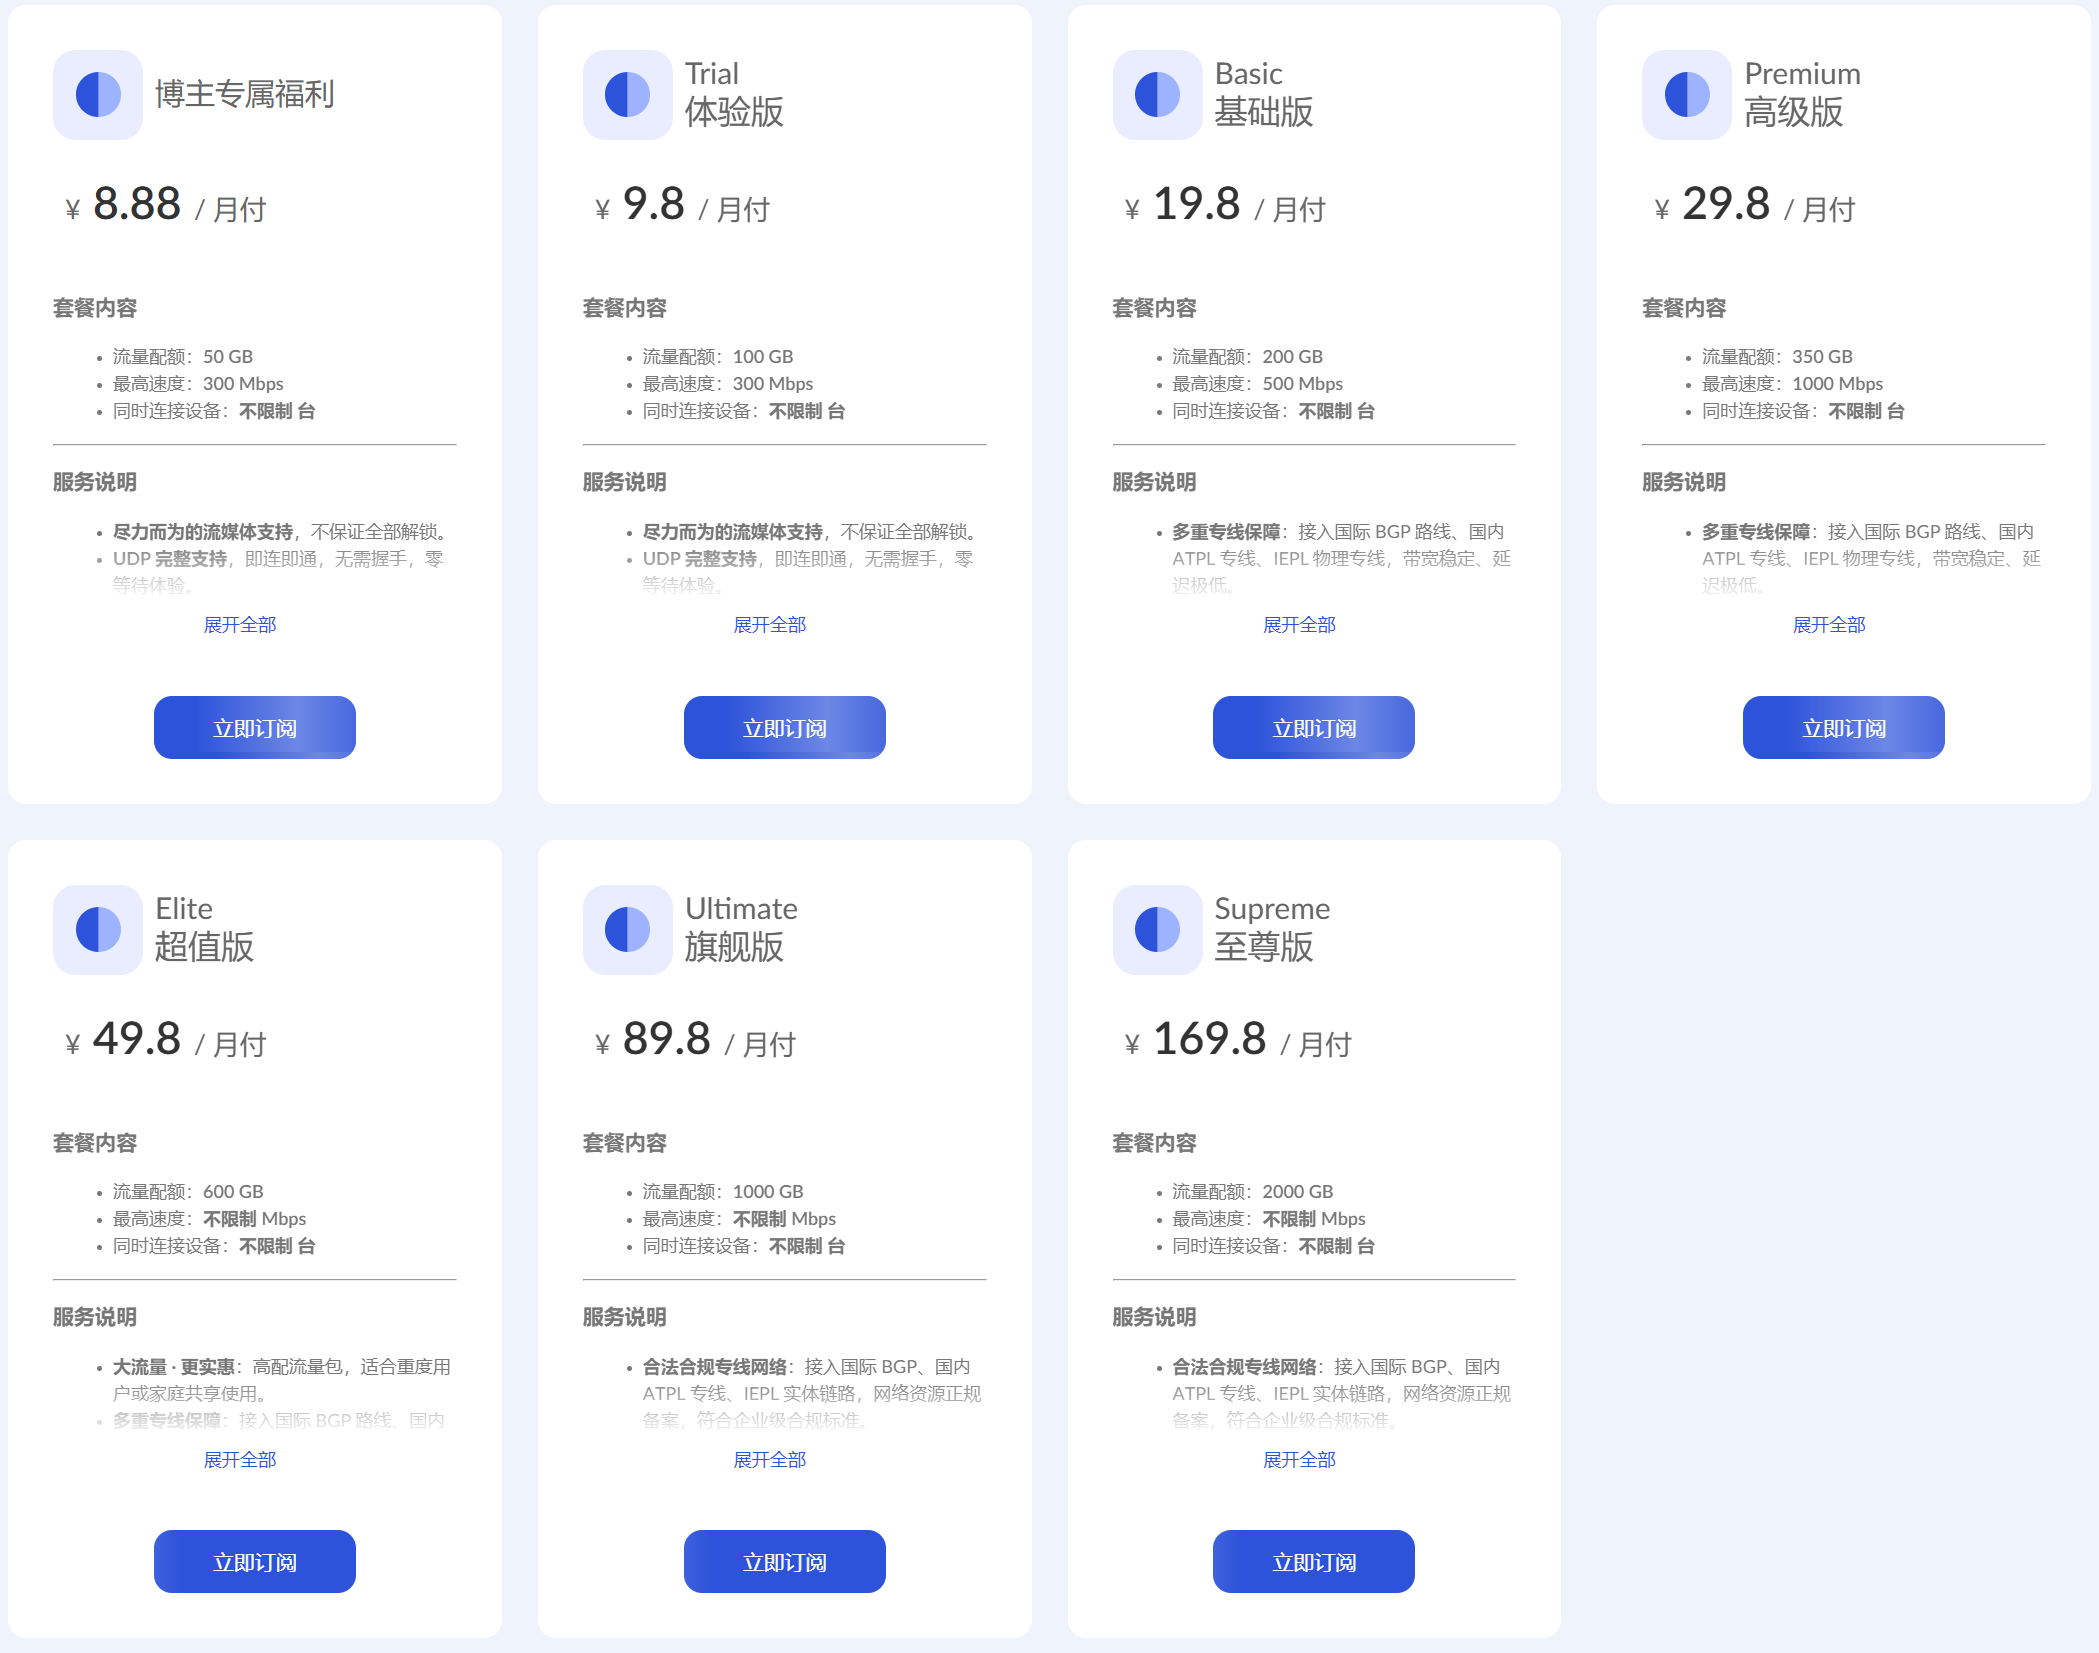 博主专属福利
¥ 8.88 / 月付
套餐内容
流量配额：50 GB
最高速度：300 Mbps
同时连接设备：不限制 台
服务说明
尽力而为的流媒体支持，不保证全部解锁。
UDP 完整支持，即连即通，无需握手，零
等待体验。
展开全部
立即订阅
Trial
体验版
¥ 9.8 / 月付
套餐内容
流量配额：100 GB
最高速度：300 Mbps
同时连接设备：不限制 台
服务说明
尽力而为的流媒体支持，不保证全部解锁。
UDP 完整支持，即连即通，无需握手，零
等待体验。
展开全部
立即订阅
Basic
基础版
¥ 19.8 / 月付
套餐内容
流量配额：200 GB
最高速度：500 Mbps
同时连接设备：不限制 台
服务说明
多重专线保障：接入国际 BGP 路线、国内
ATPL 专线、IEPL 物理专线，带宽稳定、延
迟极低。
展开全部
立即订阅
Premium
高级版
¥ 29.8 / 月付
套餐内容
流量配额：350 GB
最高速度：1000 Mbps
同时连接设备：不限制 台
服务说明
多重专线保障：接入国际 BGP 路线、国内
ATPL 专线、IEPL 物理专线，带宽稳定、延
迟极低。
展开全部
立即订阅
Elite
超值版
¥ 49.8 / 月付
套餐内容
流量配额：600 GB
最高速度：不限制 Mbps
同时连接设备：不限制 台
服务说明
大流量 · 更实惠：高配流量包，适合重度用
户或家庭共享使用。
多重专线保障：接入国际 BGP 路线、国内
展开全部
立即订阅
Ultimate
旗舰版
¥ 89.8 / 月付
套餐内容
流量配额：1000 GB
最高速度：不限制 Mbps
同时连接设备：不限制 台
服务说明
合法合规专线网络：接入国际 BGP、国内
ATPL 专线、IEPL 实体链路，网络资源正规
备案，符合企业级合规标准。
展开全部
立即订阅
Supreme
至尊版
¥ 169.8 / 月付
套餐内容
流量配额：2000 GB
最高速度：不限制 Mbps
同时连接设备：不限制 台
服务说明
合法合规专线网络：接入国际 BGP、国内
ATPL 专线、IEPL 实体链路，网络资源正规
备案，符合企业级合规标准。
展开全部
立即订阅